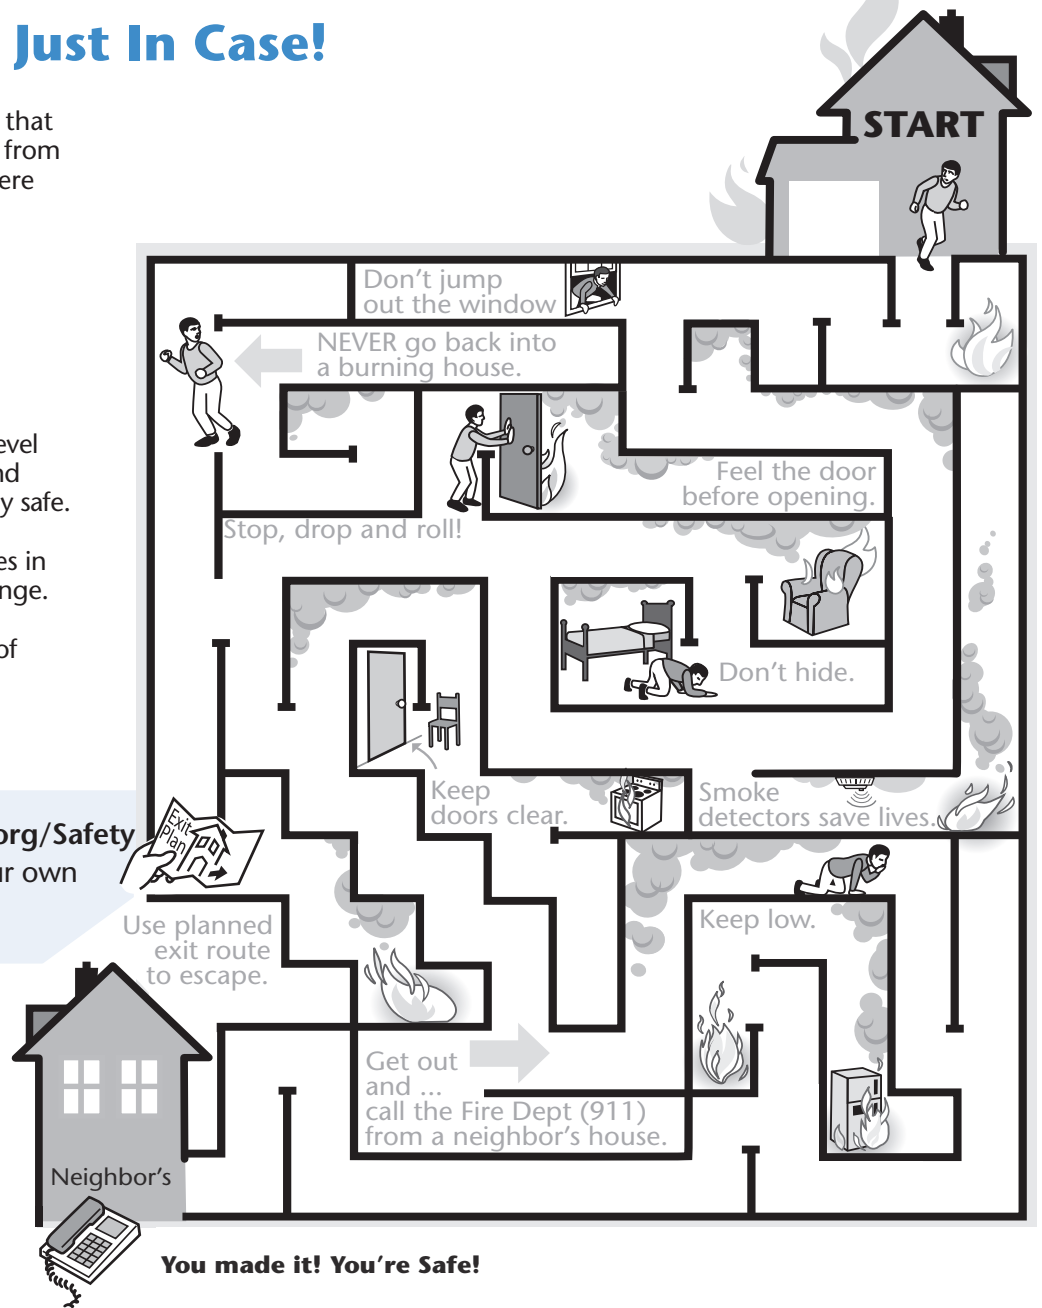 Just In Case!
that
from
ere
START
Don't jump
out the window
NEVER go back into
a burning house.
evel
nd
y safe.
Feel the door
before opening.
Stop, drop and roll!
es in
nge.
of
Don't hide.
Keep
doors clear.
Smoke
detectors save lives.
org/Safety
ur own
Exit
Plan
Use planned
exit route
to escape.
Keep low.
Get out
and ...
call the Fire Dept (911)
from a neighbor's house.
Neighbor's
You made it! You're Safe!